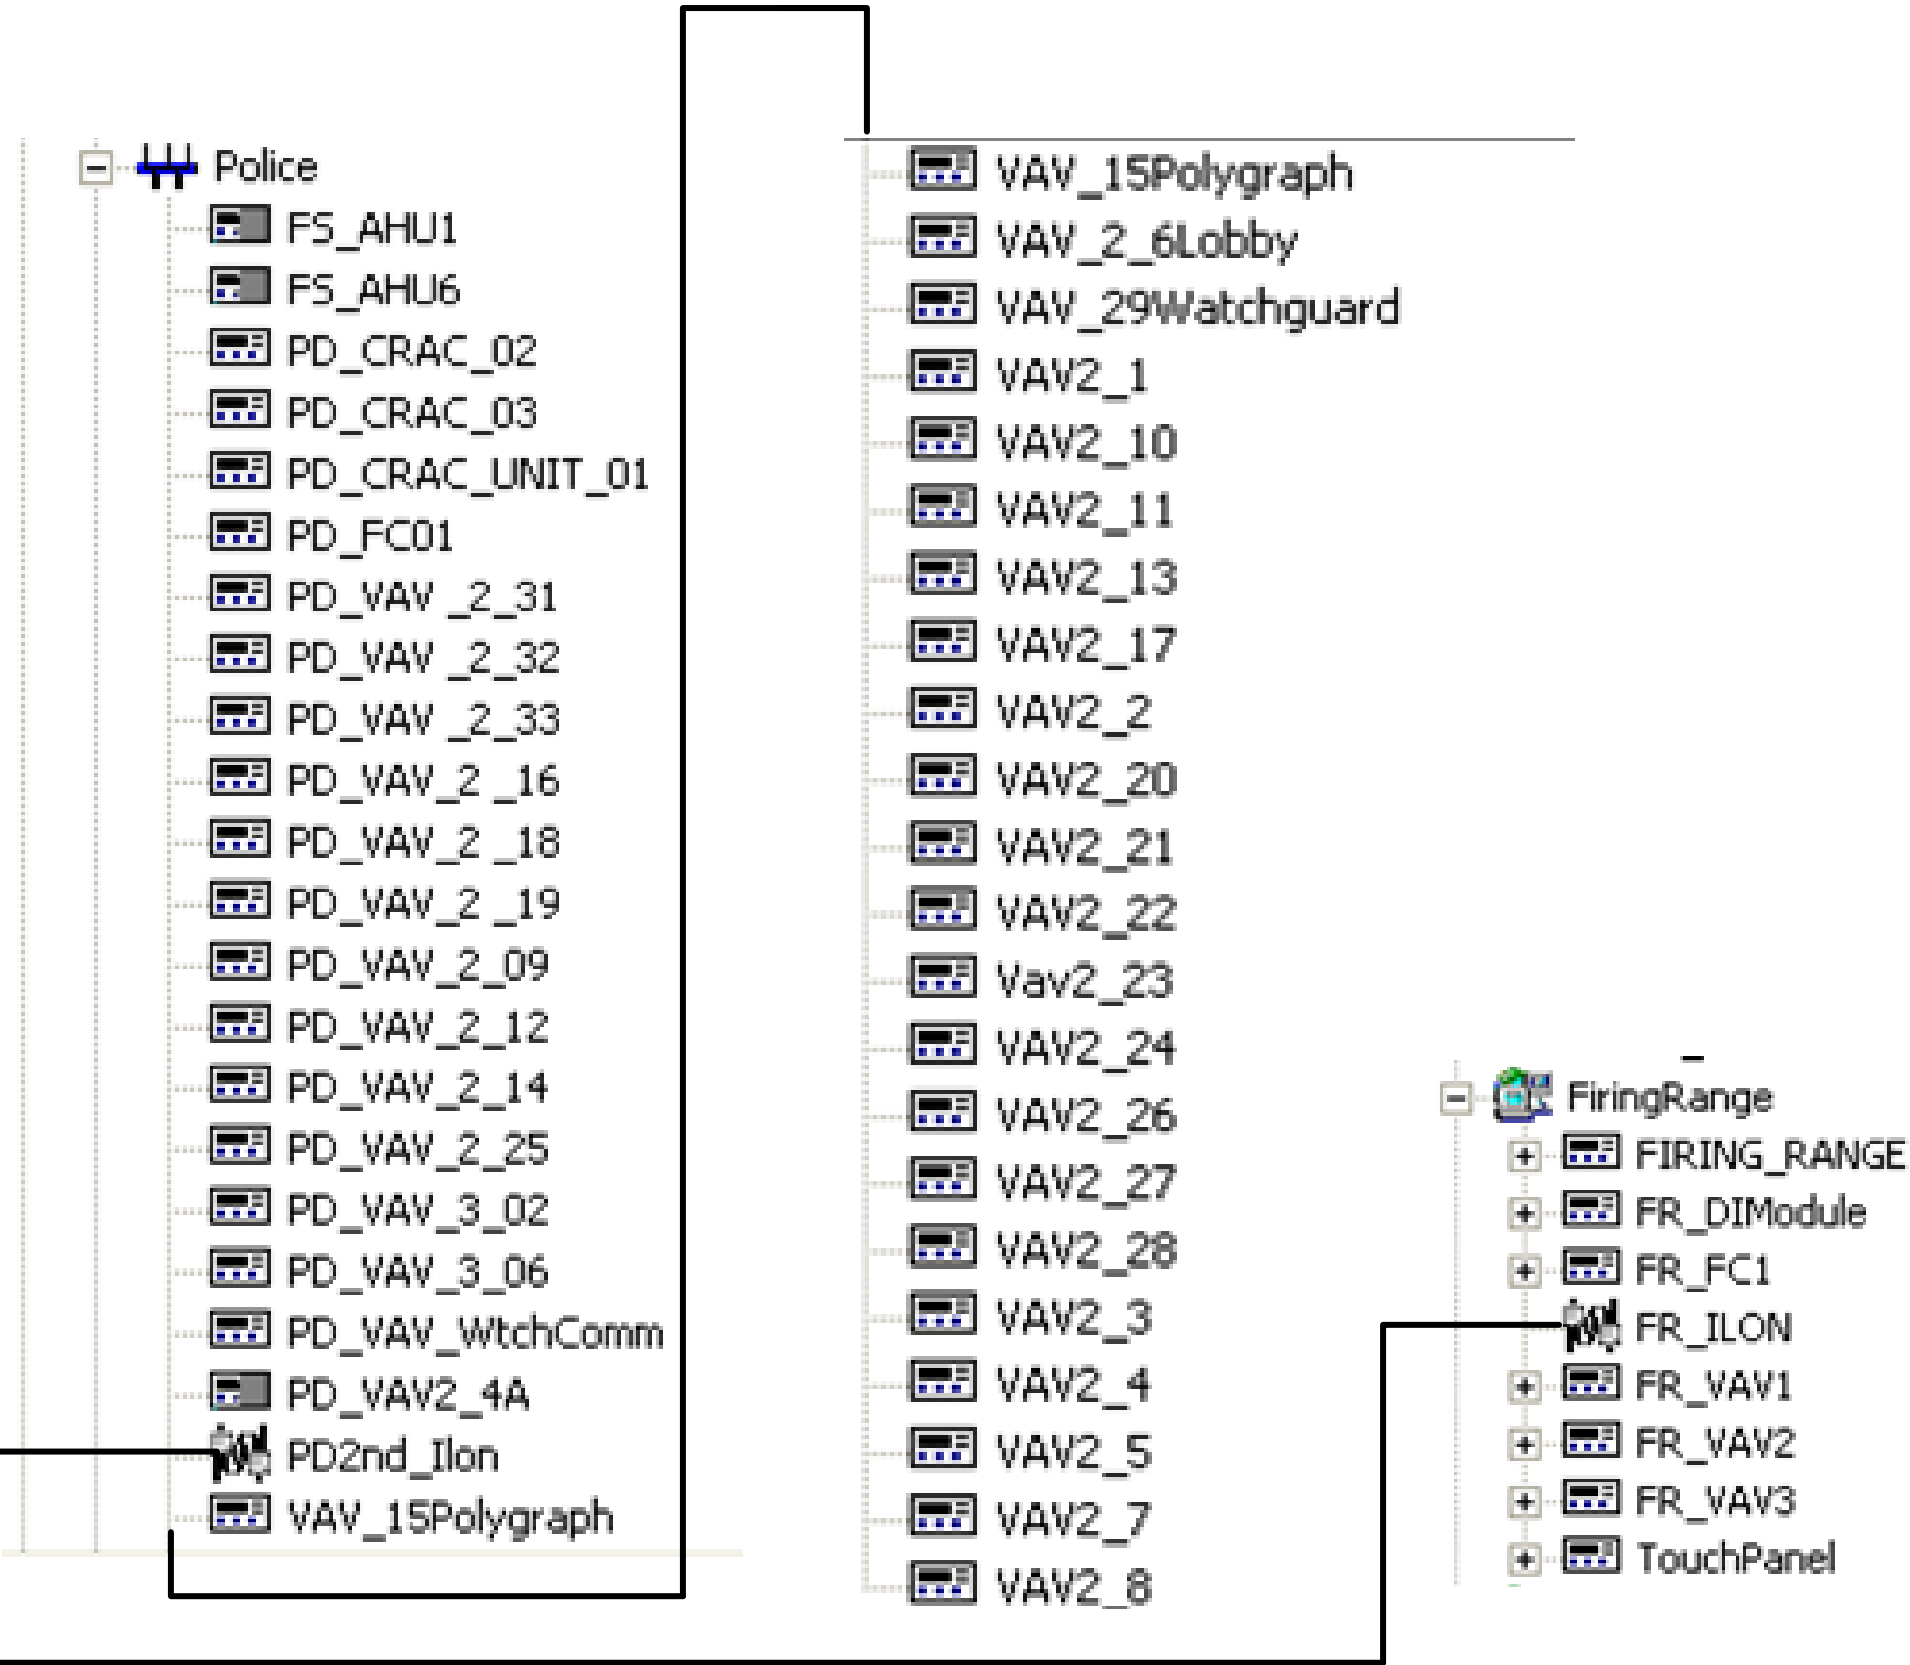 Police
FS_AHU1
FS_AHU6
PD_CRAC_02
PD_CRAC_03
PD_CRAC_UNIT_01
PD_FC01
PD_VAV _2_31
PD_VAV _2_32
PD_VAV _2_33
PD_VAV_2 _16
PD_VAV_2 _18
PD_VAV_2 _19
PD_VAV_2_09
PD_VAV_2_12
PD_VAV_2_14
PD_VAV_2_25
PD_VAV_3_02
PD_VAV_3_06
PD_VAV_WtchComm
PD_VAV2_4A
PD2nd_Ilon
VAV_15Polygraph
VAV_15Polygraph
VAV_2_6Lobby
VAV_29Watchguard
VAV2_1
VAV2_10
VAV2_11
VAV2_13
VAV2_17
VAV2_2
VAV2_20
VAV2_21
VAV2_22
Vav2_23
VAV2_24
VAV2_26
VAV2_27
VAV2_28
VAV2_3
VAV2_4
VAV2_5
VAV2_7
VAV2_8
FiringRange
FIRING_RANGE
FR_DIModule
FR_FC1
FR_ILON
FR_VAV1
FR_VAV2
FR_VAV3
TouchPanel